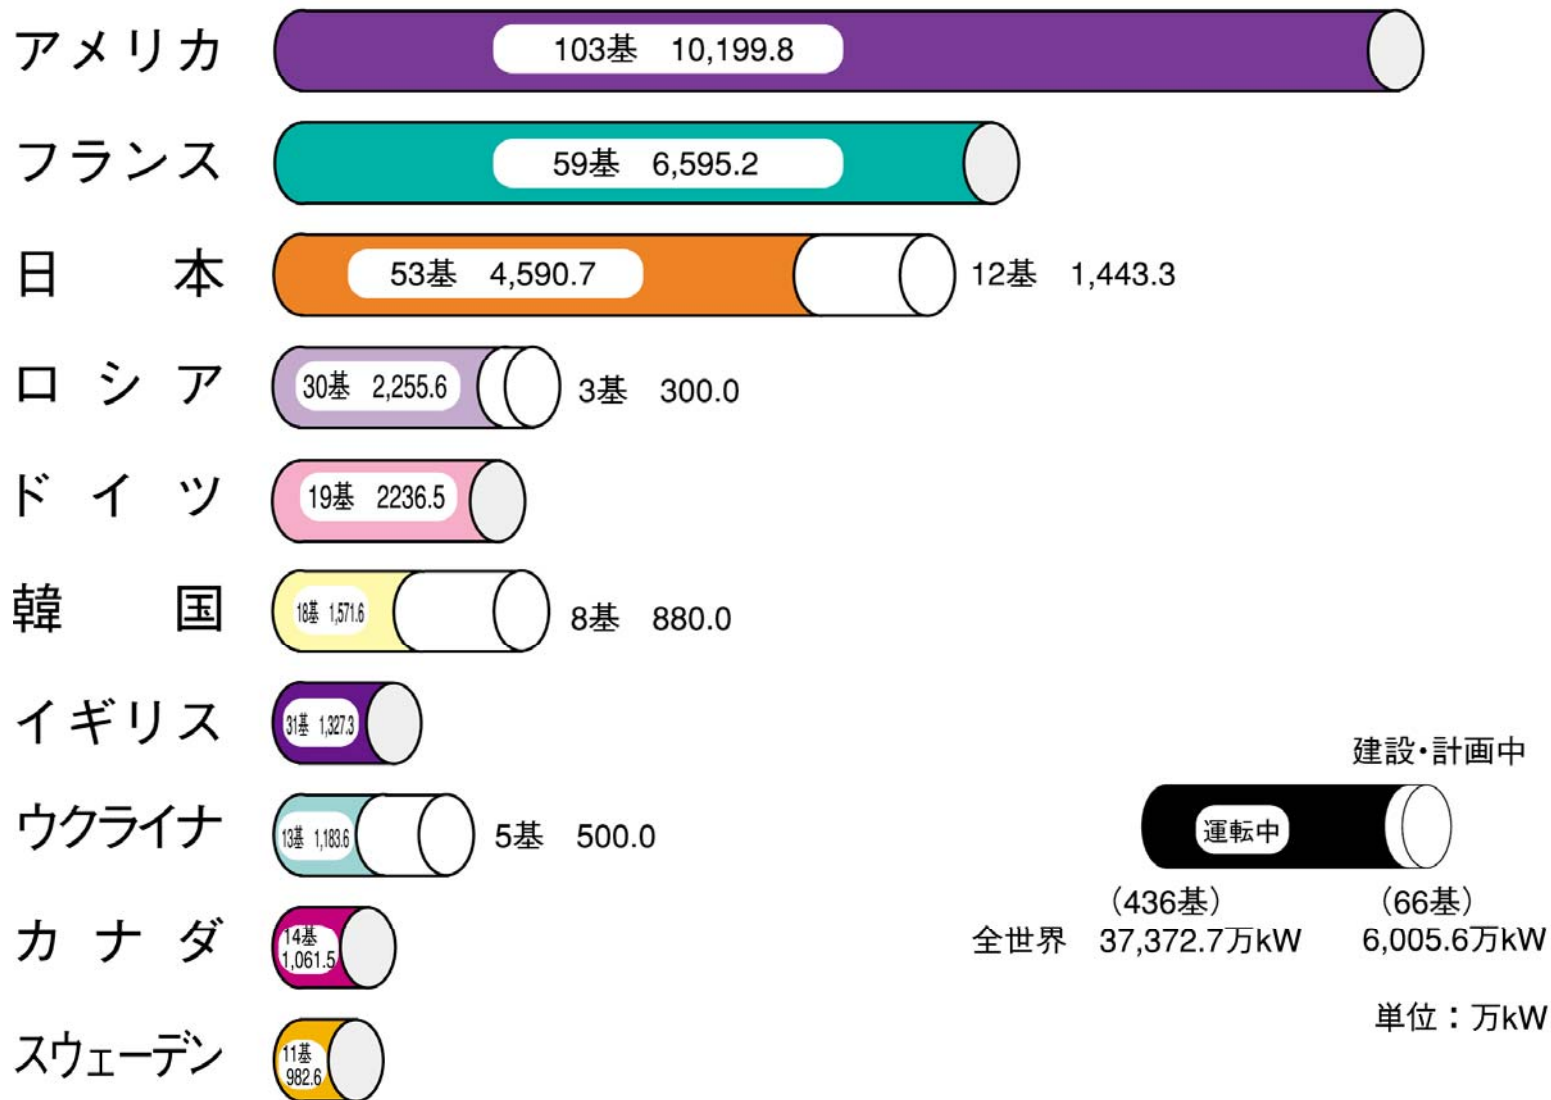 アメリカ 103基 10,199.8
フランス 59基 6,595.2
日本 53基 4,590.7 12基 1,443.3
ロシア 30基 2,255.6 3基 300.0
ドイツ 19基 2236.5
韓国 18基 1,571.6 8基 880.0
イギリス 31基 1,327.3
ウクライナ 13基 1,183.6 5基 500.0
カナダ 14基
1,061.5
スウェーデン 11基
982.6
建設・計画中
運転中
(436基) (66基)
全世界 37,372.7万kW 6,005.6万kW
単位：万kW